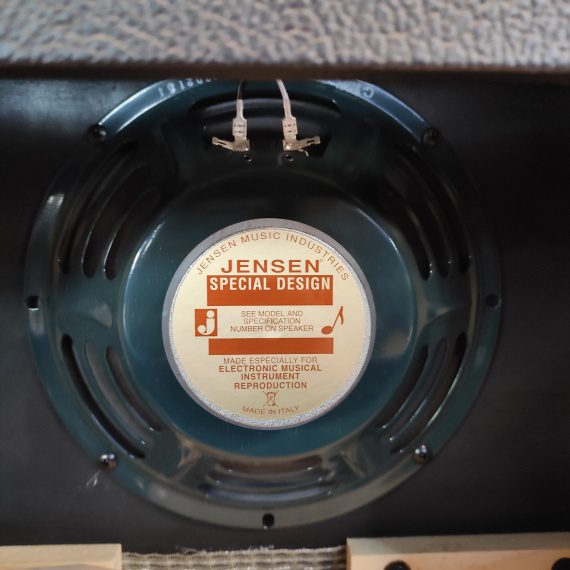 JENSEN MUSIC INDUSTRIES
JENSEN®
SPECIAL DESIGN
j
SEE MODEL AND
SPECIFICATION
NUMBER ON SPEAKER
MADE ESPECIALLY FOR
ELECTRONIC MUSICAL
INSTRUMENT
REPRODUCTION
MADE IN ITALY